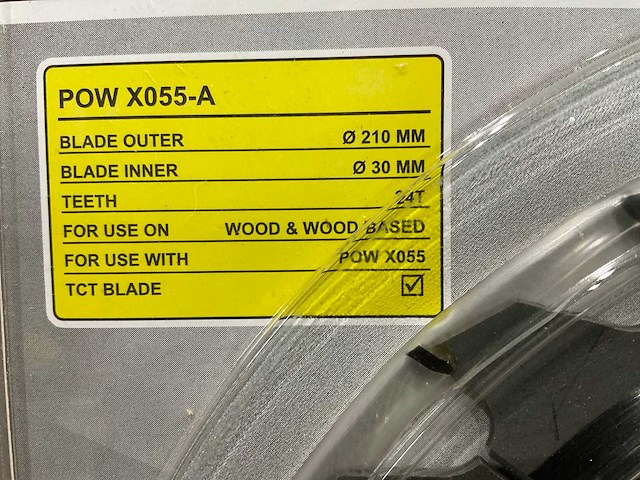 POW X055-A
BLADE OUTER Ø 210 MM
BLADE INNER Ø 30 MM
TEETH 24T
FOR USE ON WOOD & WOOD BASED
FOR USE WITH POW X055
TCT BLADE ☑